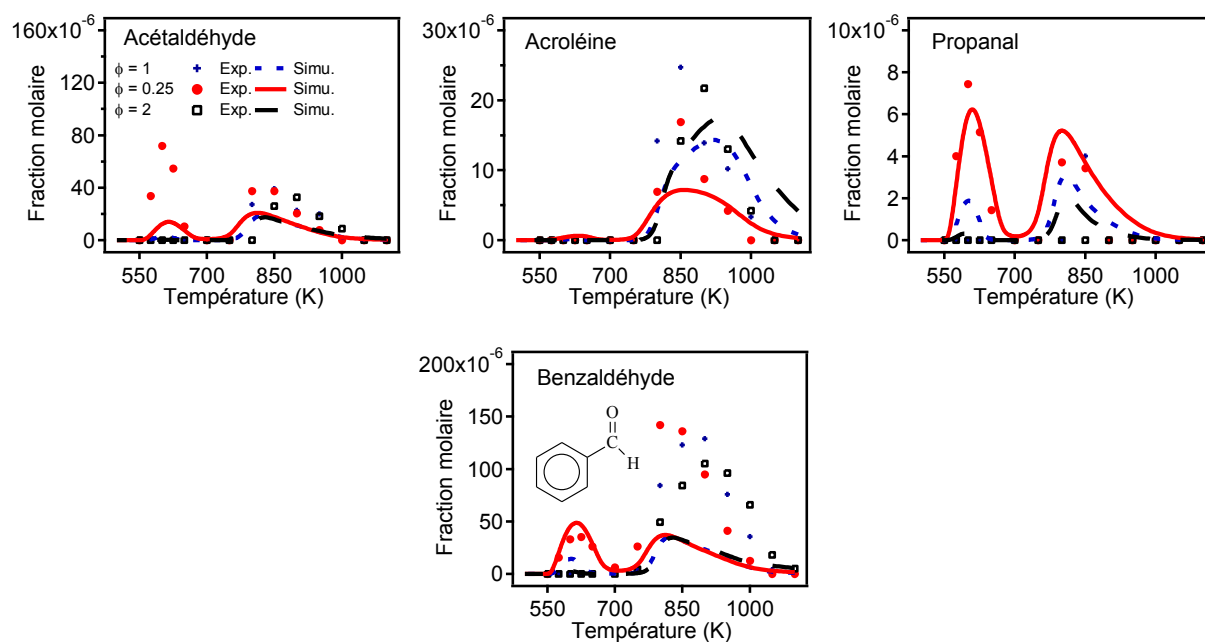 Acétaldéhyde
160x10⁻⁶
120
80
40
0
Fraction molaire
ϕ = 1 Exp. Simu.
ϕ = 0.25 Exp. Simu.
ϕ = 2 Exp. Simu.
550 700 850 1000
Température (K)
Acroléine
30x10⁻⁶
20
10
0
Fraction molaire
550 700 850 1000
Température (K)
Propanal
10x10⁻⁶
8
6
4
2
0
Fraction molaire
550 700 850 1000
Température (K)
Benzaldéhyde
200x10⁻⁶
150
100
50
0
Fraction molaire
O
C
H
550 700 850 1000
Température (K)